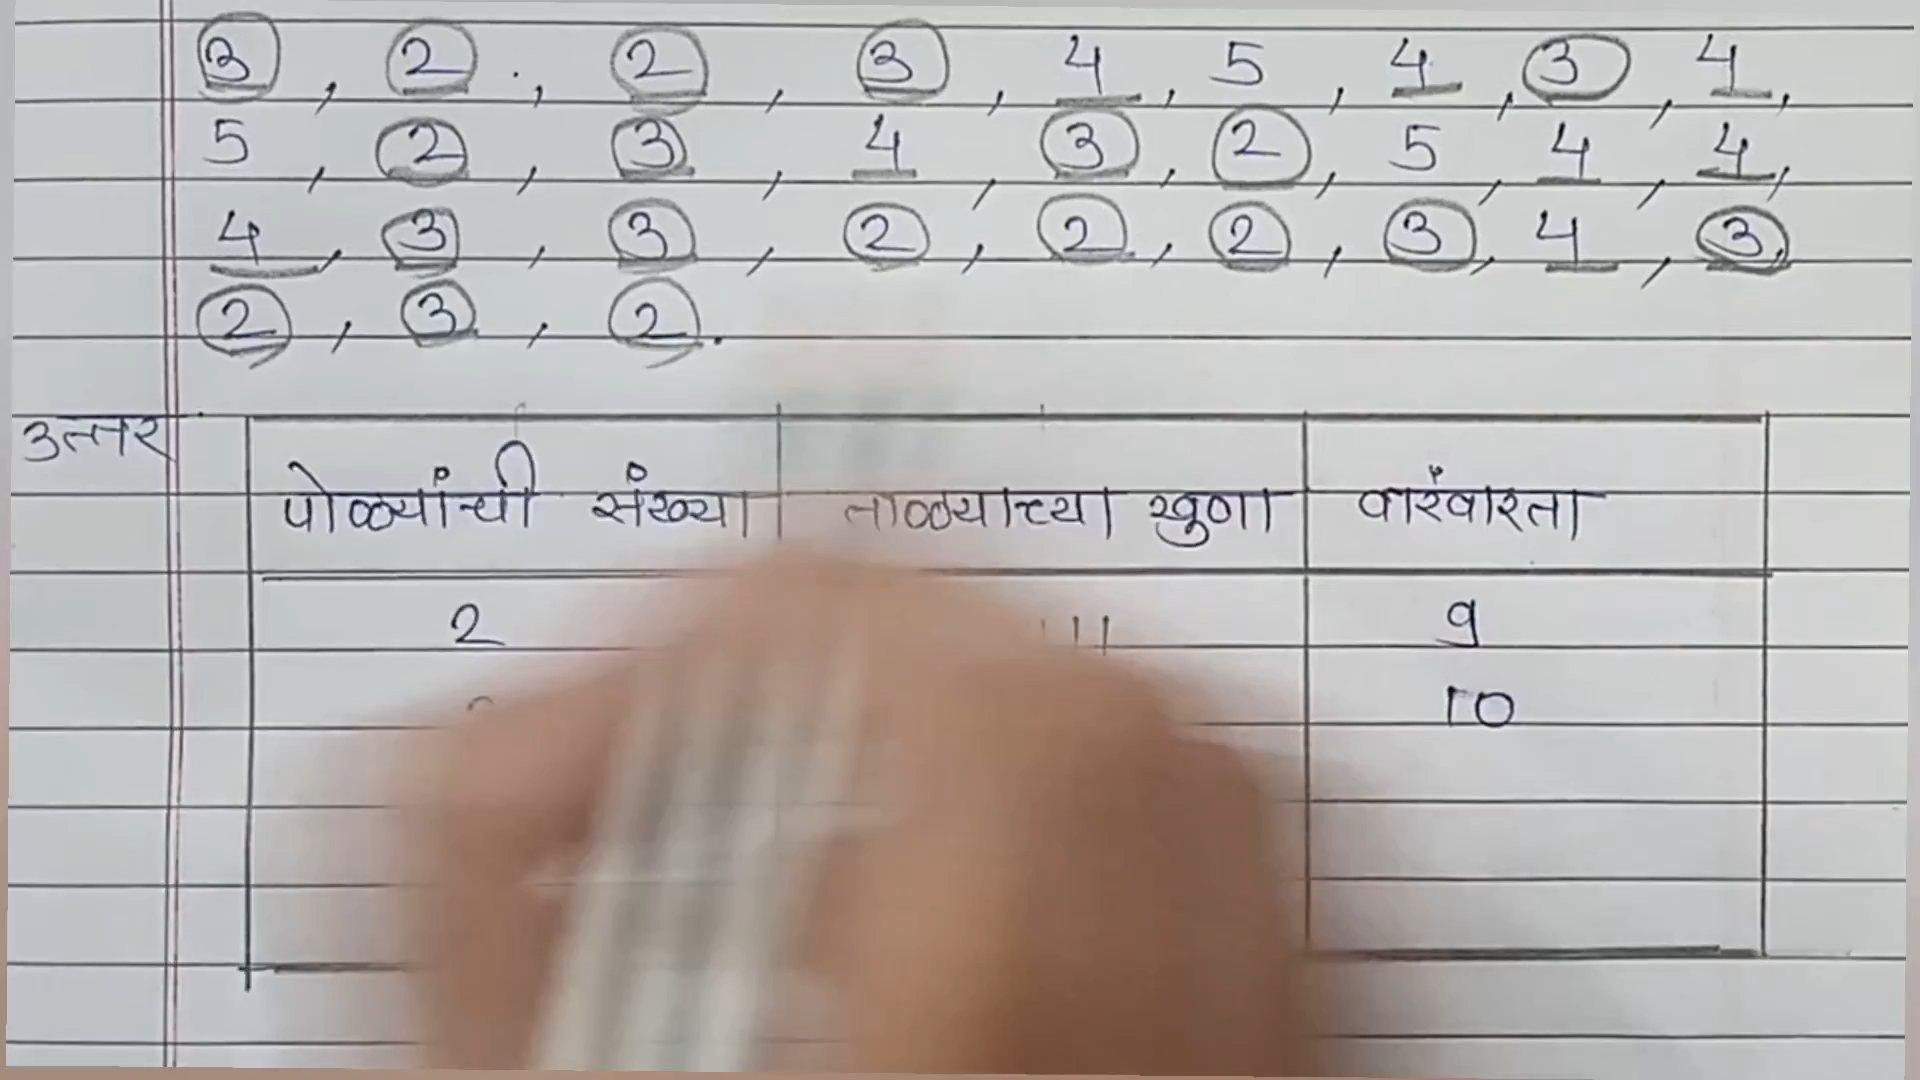 3, 2, 2, 3, 4, 5, 4, 3, 4,
5, 2, 3, 4, 3, 2, 5, 4, 4,
4, 3, 3, 2, 2, 2, 3, 4, 3,
2, 3, 2.
उत्तर
पोळ्यांची संख्या ताळ्याच्या खुणा वारंवारता
2 9
10